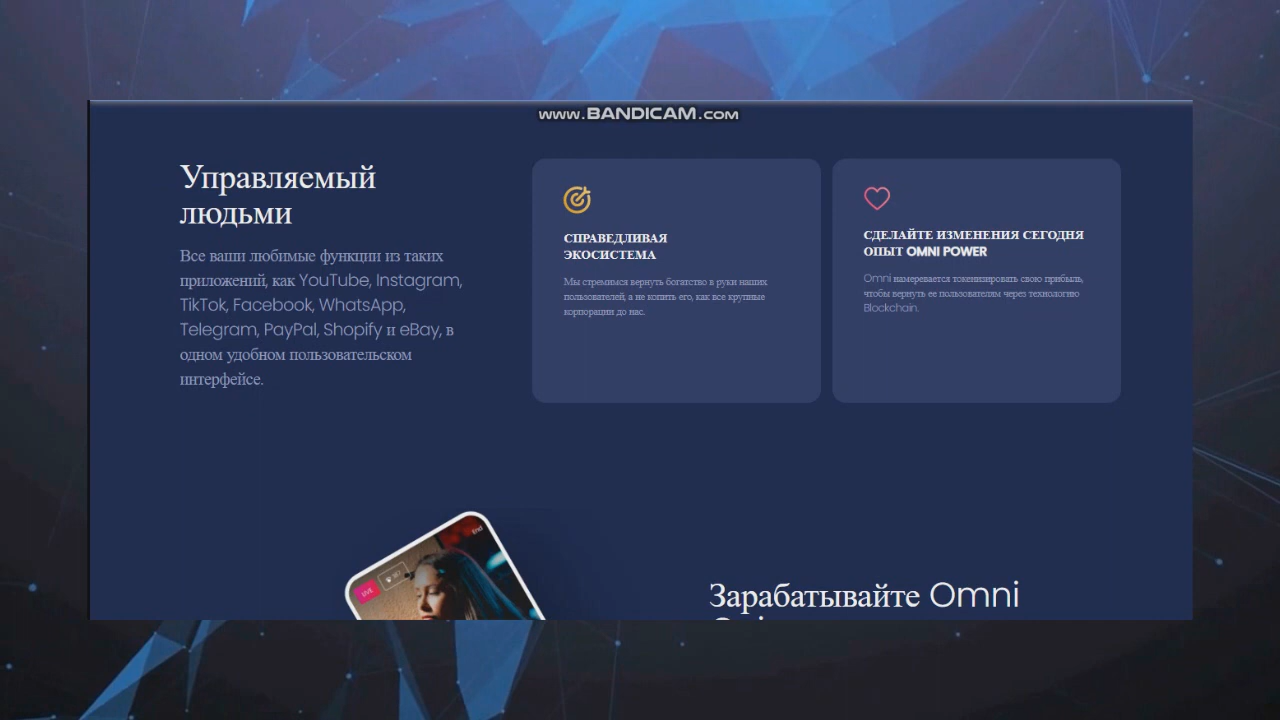 www.BANDICAM.com
Управляемый
людьми
Все ваши любимые функции из таких
приложений, как YouTube, Instagram,
TikTok, Facebook, WhatsApp,
Telegram, PayPal, Shopify и eBay, в
одном удобном пользовательском
интерфейсе.
СПРАВЕДЛИВАЯ
ЭКОСИСТЕМА
Мы стремимся вернуть богатство в руки наших
пользователей, а не копить его, как все крупные
корпорации до нас.
СДЕЛАЙТЕ ИЗМЕНЕНИЯ СЕГОДНЯ
ОПЫТ OMNI POWER
Omni намеревается токенизировать свою прибыль,
чтобы вернуть ее пользователям через технологию
Blockchain.
End
LIVE
Зарабатывайте Omni